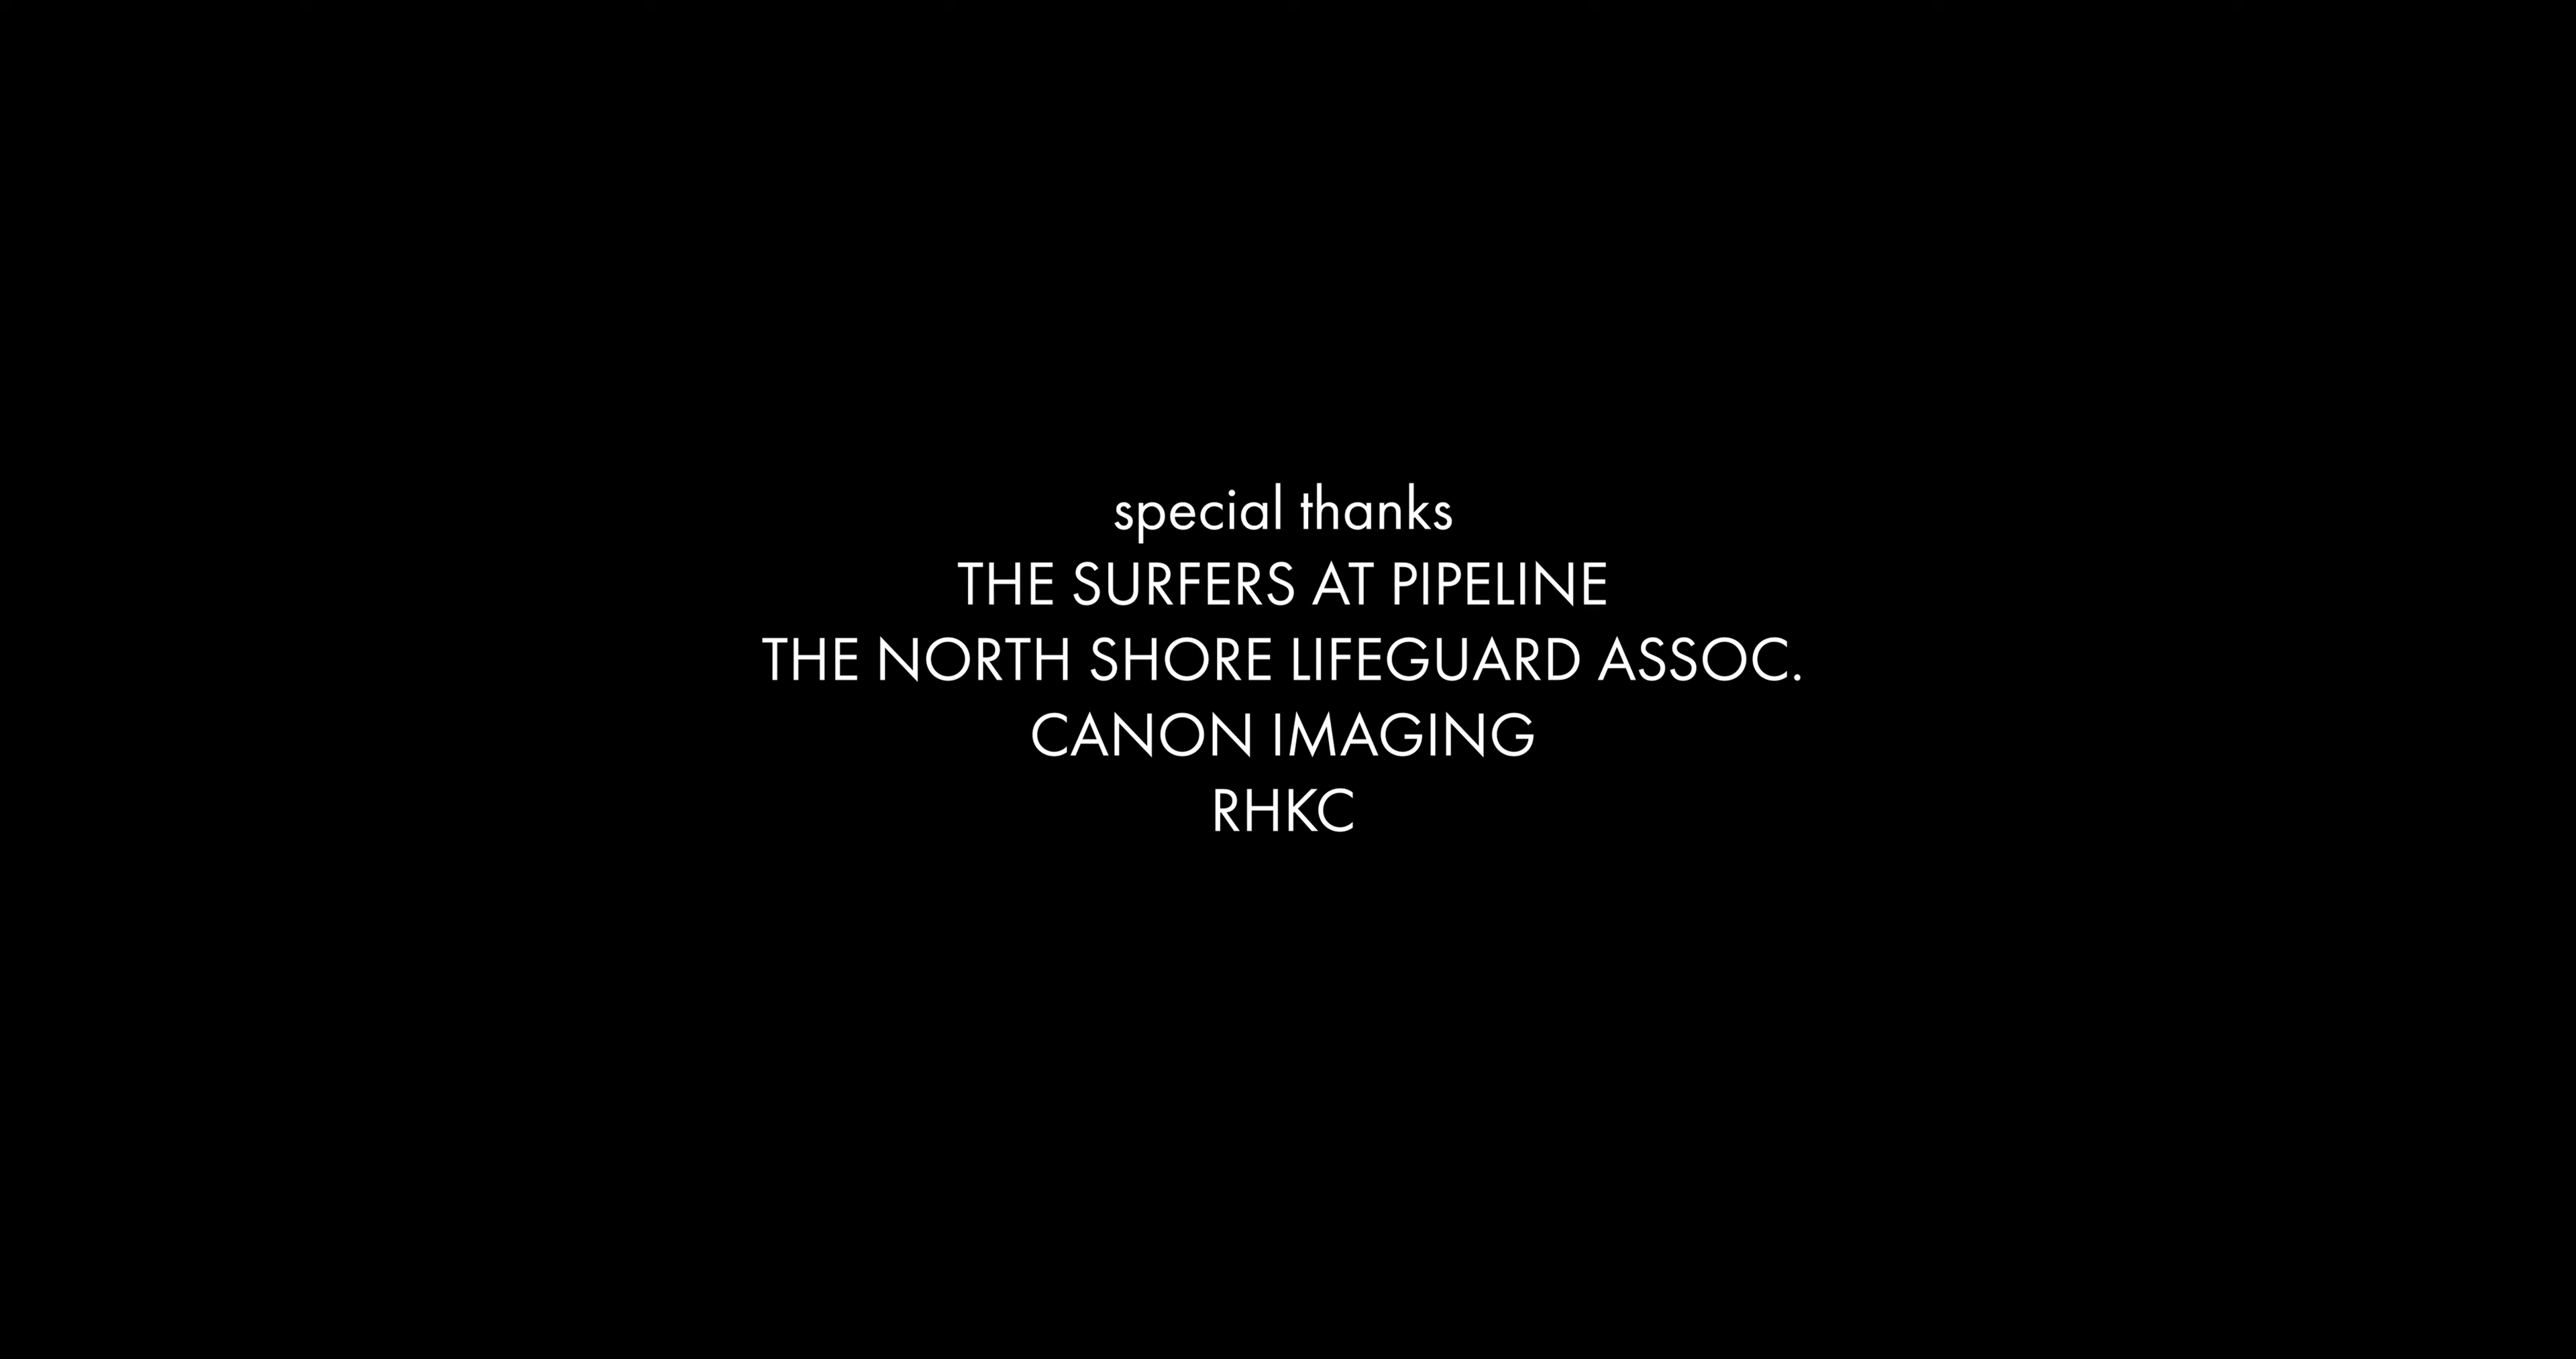 special thanks
THE SURFERS AT PIPELINE
THE NORTH SHORE LIFEGUARD ASSOC.
CANON IMAGING
RHKC